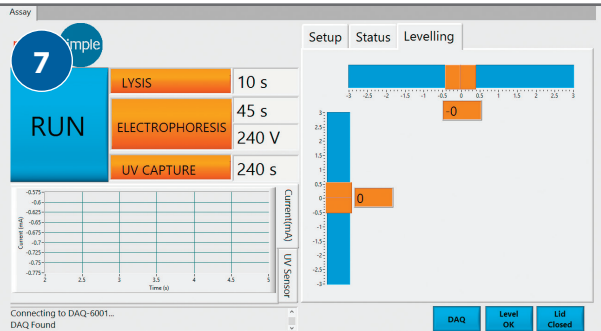 Assay
7
imple
RUN
LYSIS
10 s
ELECTROPHORESIS
45 s
240 V
UV CAPTURE
240 s
Current (mA)
-0.575
-0.6
-0.625
-0.65
-0.675
-0.7
-0.725
-0.75
-0.775
2
2.5
3
3.5
4
4.5
5
Time (s)
Current(mA)
UV Sensor
Connecting to DAQ-6001...
DAQ Found
Setup Status Levelling
-3 -2.5 -2 -1.5 -1 -0.5 0 0.5 1 1.5 2 2.5 3
-0
3
2.5
2
1.5
1
0.5
0
-0.5
-1
-1.5
-2
-2.5
-3
0
DAQ
Level
OK
Lid
Closed